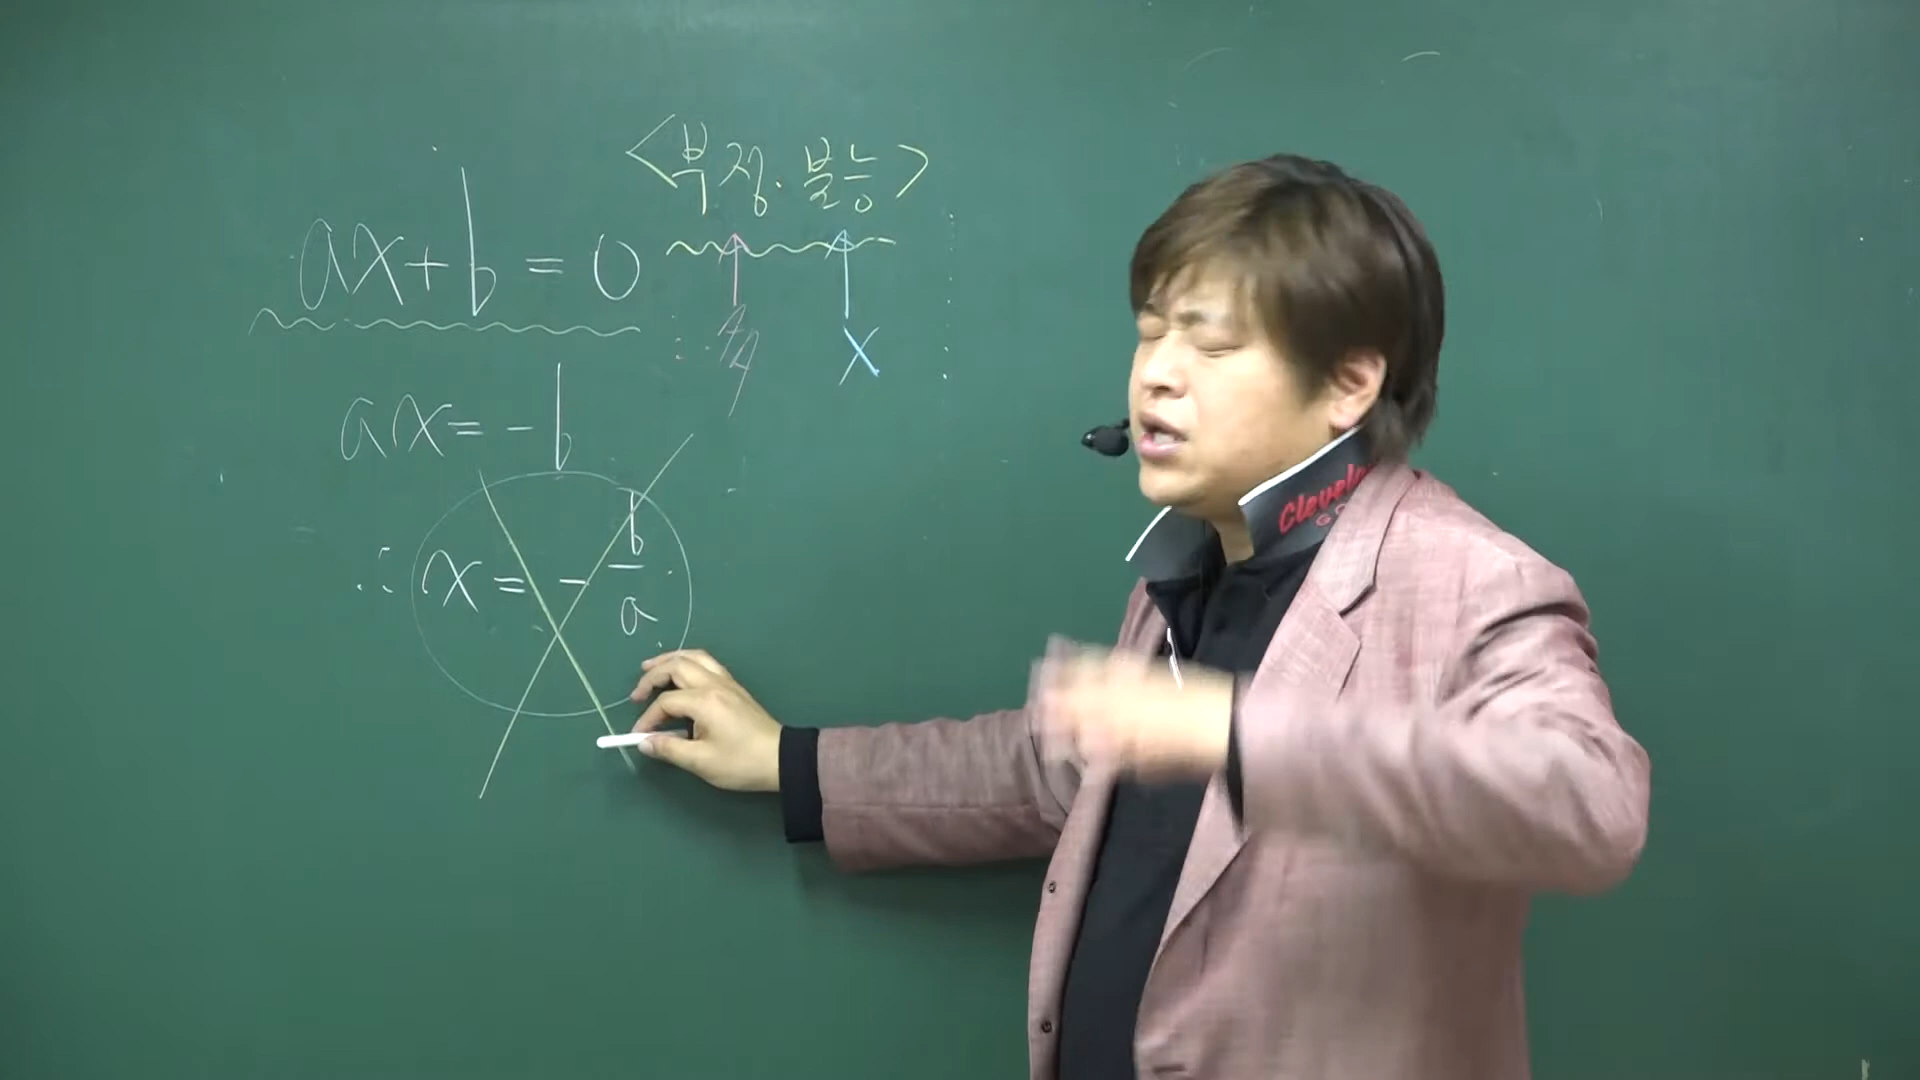 <부정·불능>
ax+b=0
X
ax=-b
∴ x = - b/a
Clevel